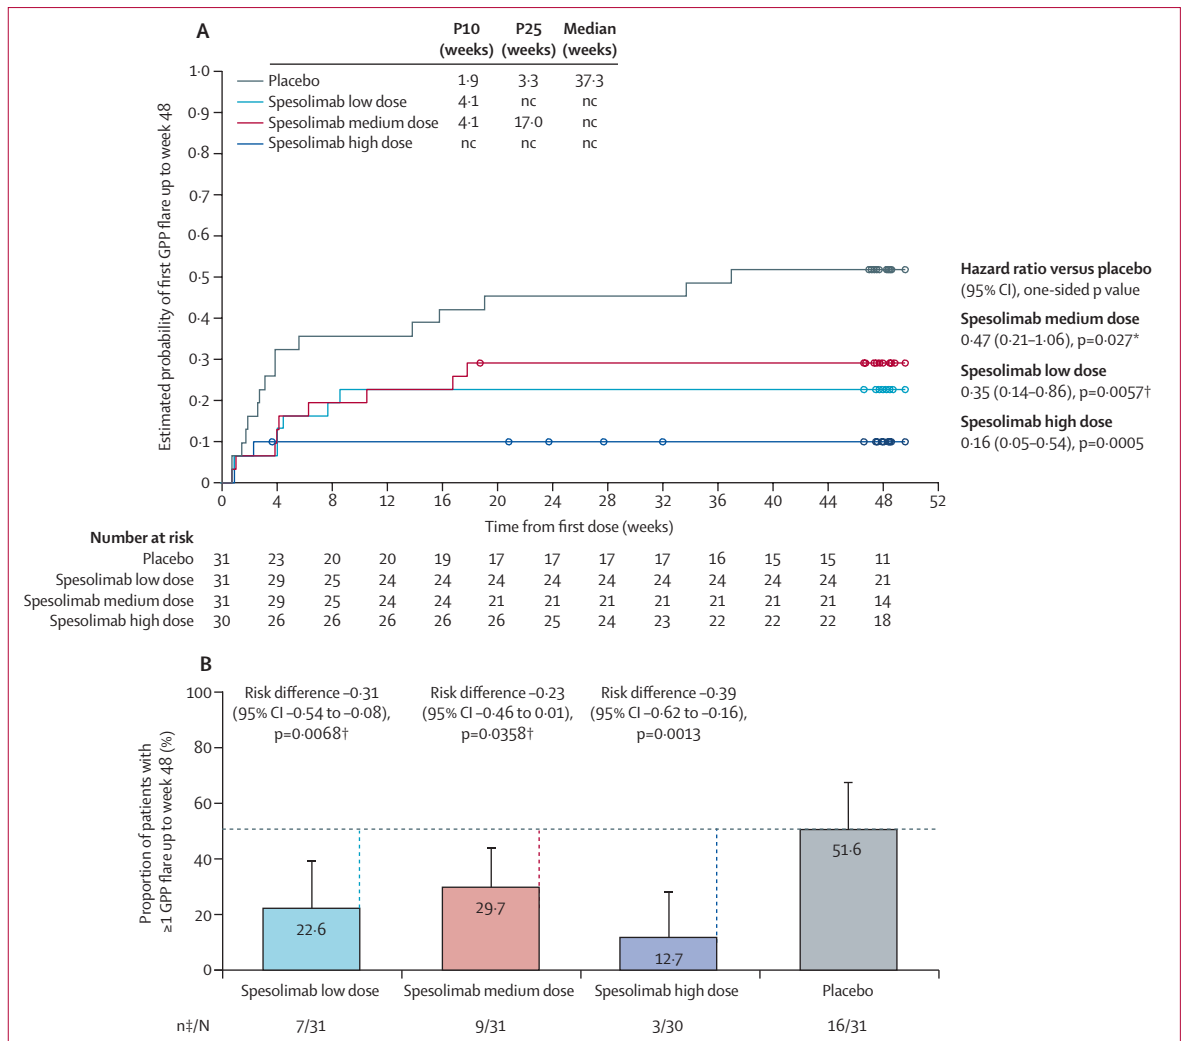 A
P10 P25 Median
(weeks) (weeks) (weeks)
Placebo 1·9 3·3 37·3
Spesolimab low dose 4·1 nc nc
Spesolimab medium dose 4·1 17·0 nc
Spesolimab high dose nc nc nc
Estimated probability of first GPP flare up to week 48
1·0
0·9
0·8
0·7
0·6
0·5
0·4
0·3
0·2
0·1
0
0 4 8 12 16 20 24 28 32 36 40 44 48 52
Time from first dose (weeks)
Hazard ratio versus placebo
(95% CI), one-sided p value
Spesolimab medium dose
0·47 (0·21–1·06), p=0·027*
Spesolimab low dose
0·35 (0·14–0·86), p=0·0057†
Spesolimab high dose
0·16 (0·05–0·54), p=0·0005
Number at risk
Placebo 31 23 20 20 19 17 17 17 17 16 15 15 11
Spesolimab low dose 31 29 25 24 24 24 24 24 24 24 24 24 21
Spesolimab medium dose 31 29 25 24 24 21 21 21 21 21 21 21 14
Spesolimab high dose 30 26 26 26 26 26 25 24 23 22 22 22 18
B
Proportion of patients with
≥1 GPP flare up to week 48 (%)
100
80
60
40
20
0
Risk difference –0·31
(95% CI –0·54 to –0·08),
p=0·0068†
Risk difference –0·23
(95% CI –0·46 to 0·01),
p=0·0358†
Risk difference –0·39
(95% CI –0·62 to –0·16),
p=0·0013
22·6
29·7
12·7
51·6
Spesolimab low dose Spesolimab medium dose Spesolimab high dose Placebo
n‡/N 7/31 9/31 3/30 16/31